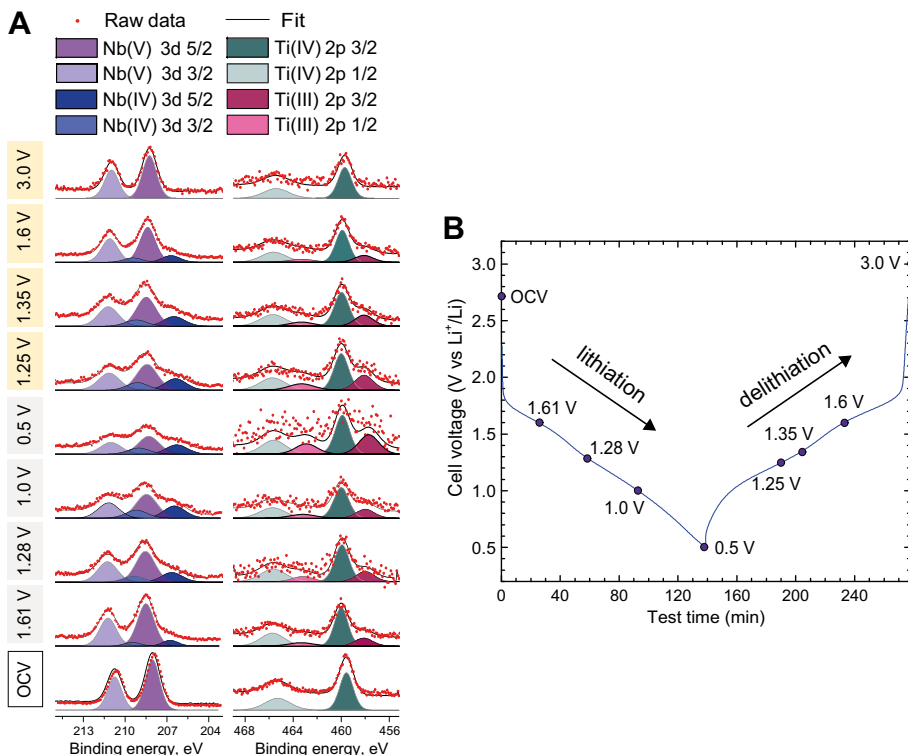 A
Raw data
Fit
Nb(V) 3d 5/2
Ti(IV) 2p 3/2
Nb(V) 3d 3/2
Ti(IV) 2p 1/2
Nb(IV) 3d 5/2
Ti(III) 2p 3/2
Nb(IV) 3d 3/2
Ti(III) 2p 1/2
3.0 V
1.6 V
1.35 V
1.25 V
0.5 V
1.0 V
1.28 V
1.61 V
OCV
213 210 207 204
468 464 460 456
Binding energy, eV
Binding energy, eV
B
3.0
2.5
2.0
1.5
1.0
0.5
Cell voltage (V vs Li⁺/Li)
3.0 V
OCV
lithiation
delithiation
1.61 V
1.28 V
1.0 V
0.5 V
1.25 V
1.35 V
1.6 V
0 40 80 120 160 200 240
Test time (min)